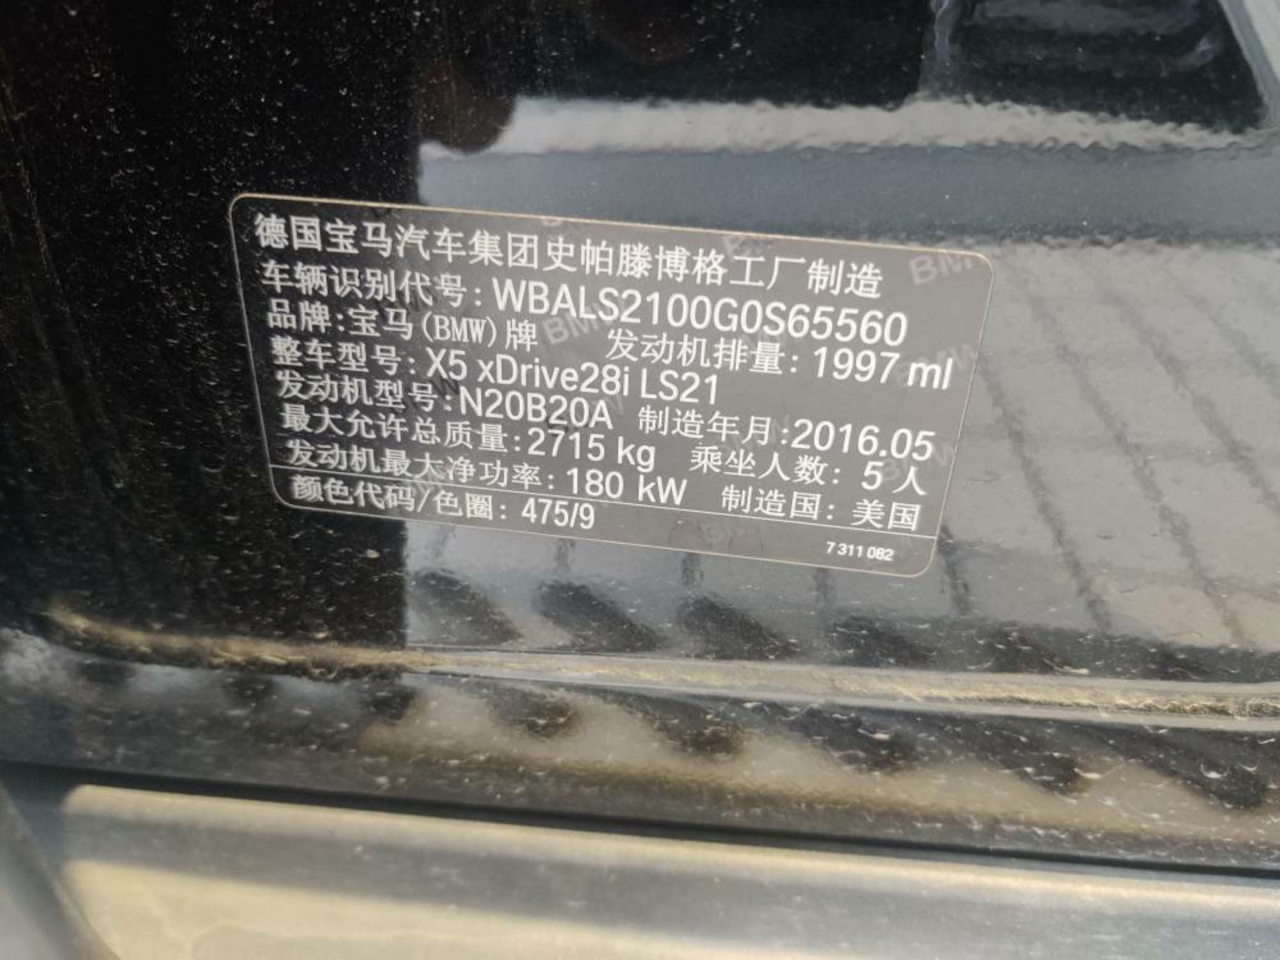 德国宝马汽车集团史帕滕博格工厂制造
车辆识别代号：WBALS2100G0S65560
品牌：宝马(BMW)牌 发动机排量：1997 ml
整车型号：X5 xDrive28i LS21
发动机型号：N20B20A 制造年月：2016.05
最大允许总质量：2715 kg 乘坐人数：5人
发动机最大净功率：180 kW 制造国：美国
颜色代码/色圈：475/9
7 311 082